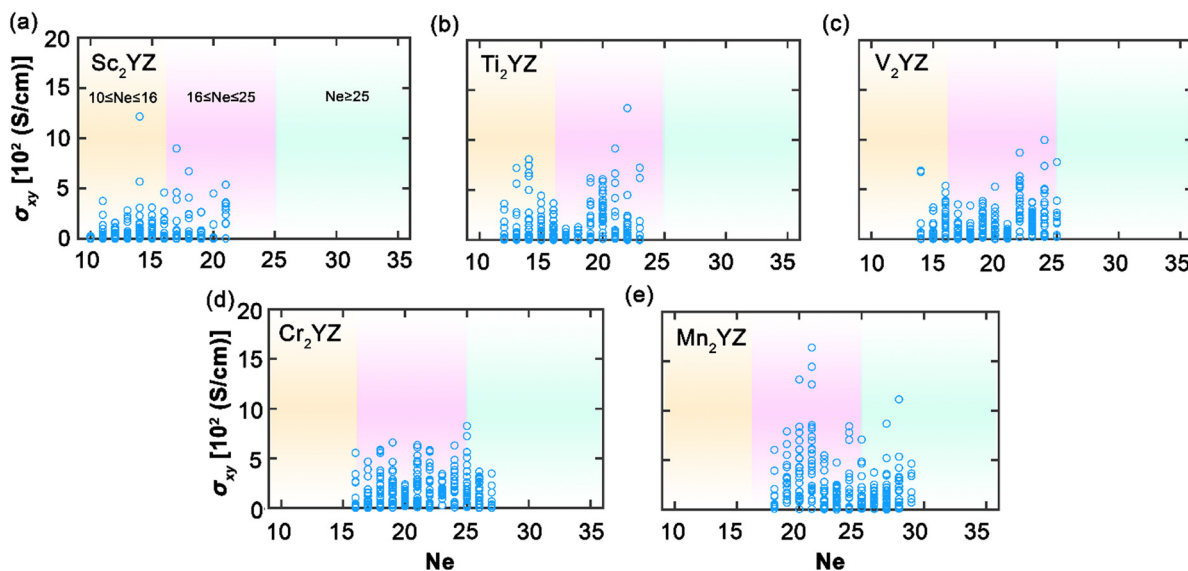 (a)
20
15
10
5
0
σxy [10² (S/cm)]
Sc₂YZ
10≤Ne≤16
16≤Ne≤25
Ne≥25
10 15 20 25 30 35
(b)
Ti₂YZ
10 15 20 25 30 35
(c)
V₂YZ
10 15 20 25 30 35
(d)
20
15
10
5
0
σxy [10² (S/cm)]
Cr₂YZ
10 15 20 25 30 35
Ne
(e)
Mn₂YZ
10 15 20 25 30 35
Ne